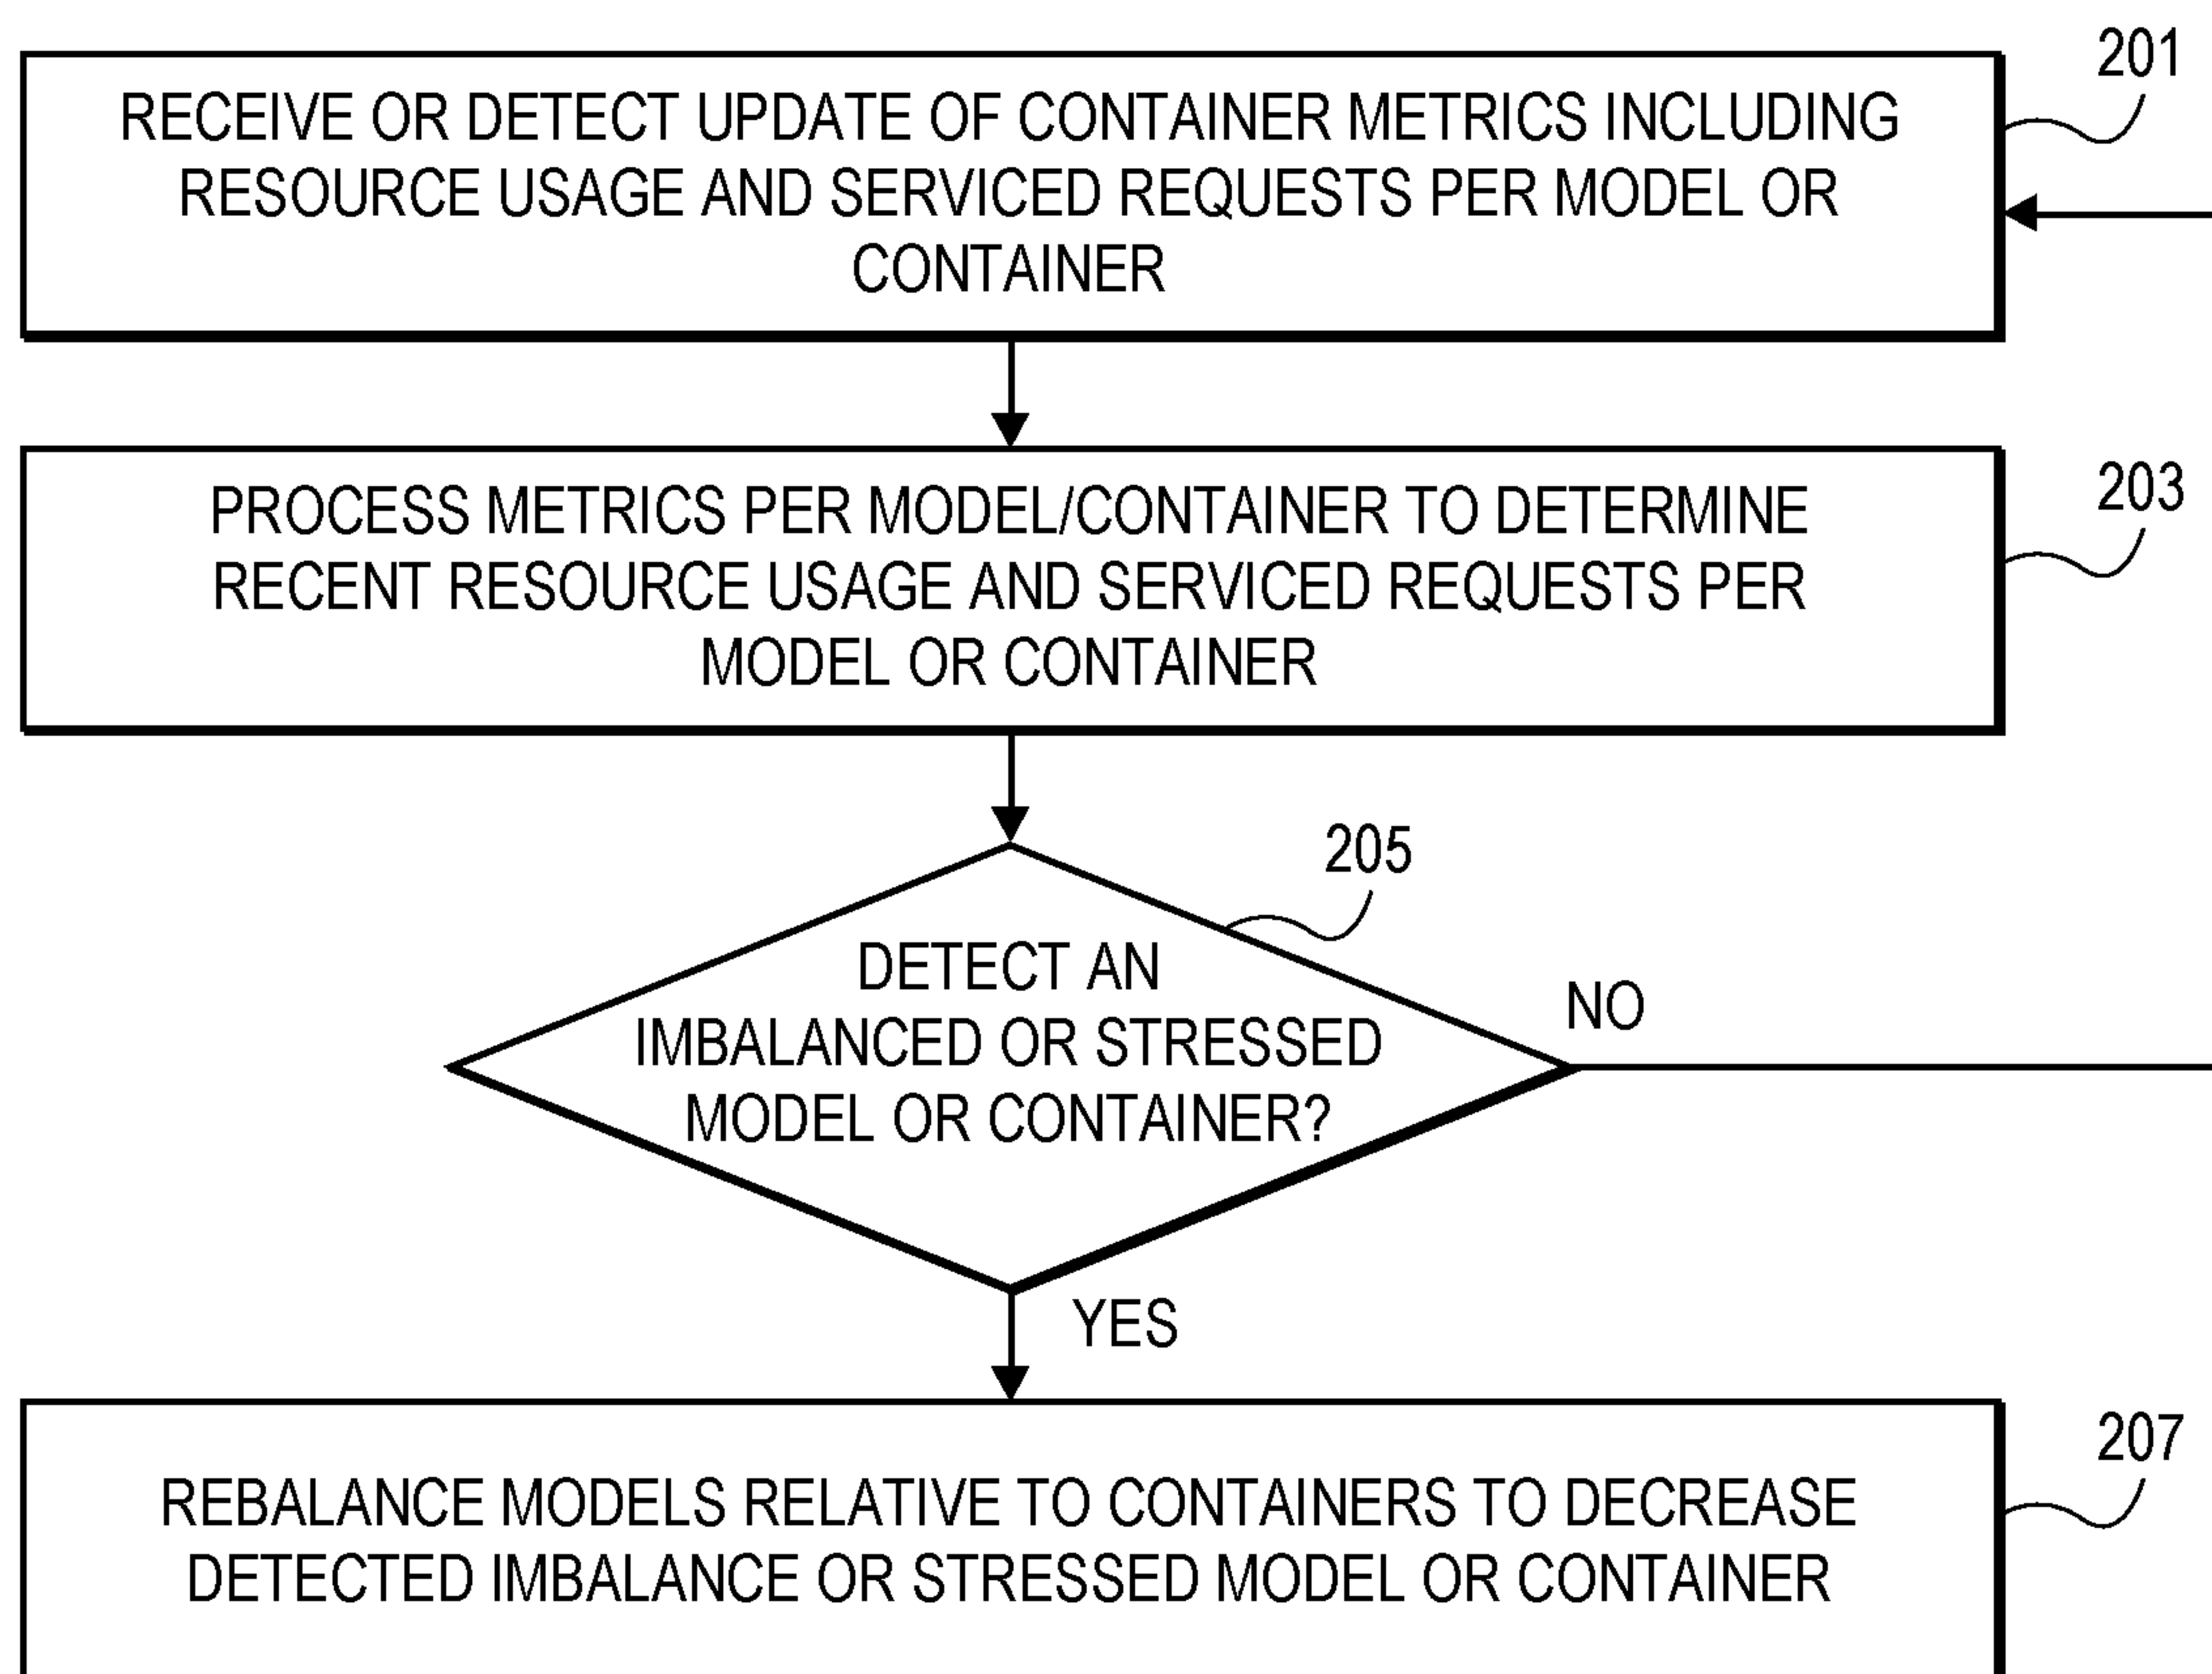 201
RECEIVE OR DETECT UPDATE OF CONTAINER METRICS INCLUDING
RESOURCE USAGE AND SERVICED REQUESTS PER MODEL OR
CONTAINER
203
PROCESS METRICS PER MODEL/CONTAINER TO DETERMINE
RECENT RESOURCE USAGE AND SERVICED REQUESTS PER
MODEL OR CONTAINER
205
DETECT AN
IMBALANCED OR STRESSED
MODEL OR CONTAINER?
NO
YES
207
REBALANCE MODELS RELATIVE TO CONTAINERS TO DECREASE
DETECTED IMBALANCE OR STRESSED MODEL OR CONTAINER